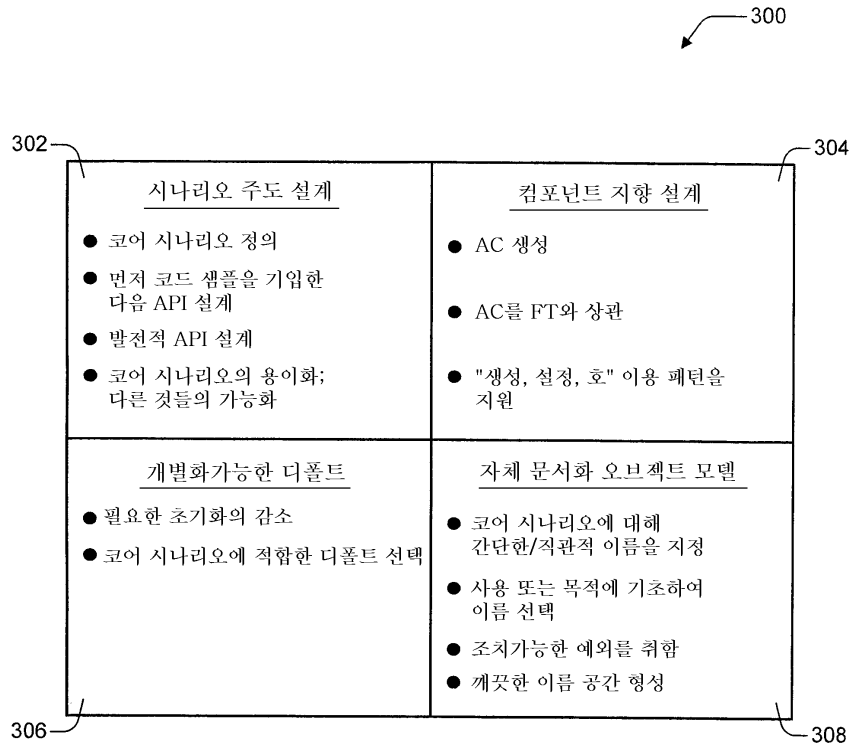 300
302
304
시나리오 주도 설계
● 코어 시나리오 정의
● 먼저 코드 샘플을 기입한
다음 API 설계
● 발전적 API 설계
● 코어 시나리오의 용이화;
다른 것들의 가능화
컴포넌트 지향 설계
● AC 생성
● AC를 FT와 상관
● "생성, 설정, 호" 이용 패턴을
지원
개별화가능한 디폴트
● 필요한 초기화의 감소
● 코어 시나리오에 적합한 디폴트 선택
자체 문서화 오브젝트 모델
● 코어 시나리오에 대해
간단한/직관적 이름을 지정
● 사용 또는 목적에 기초하여
이름 선택
● 조치가능한 예외를 취함
● 깨끗한 이름 공간 형성
306
308